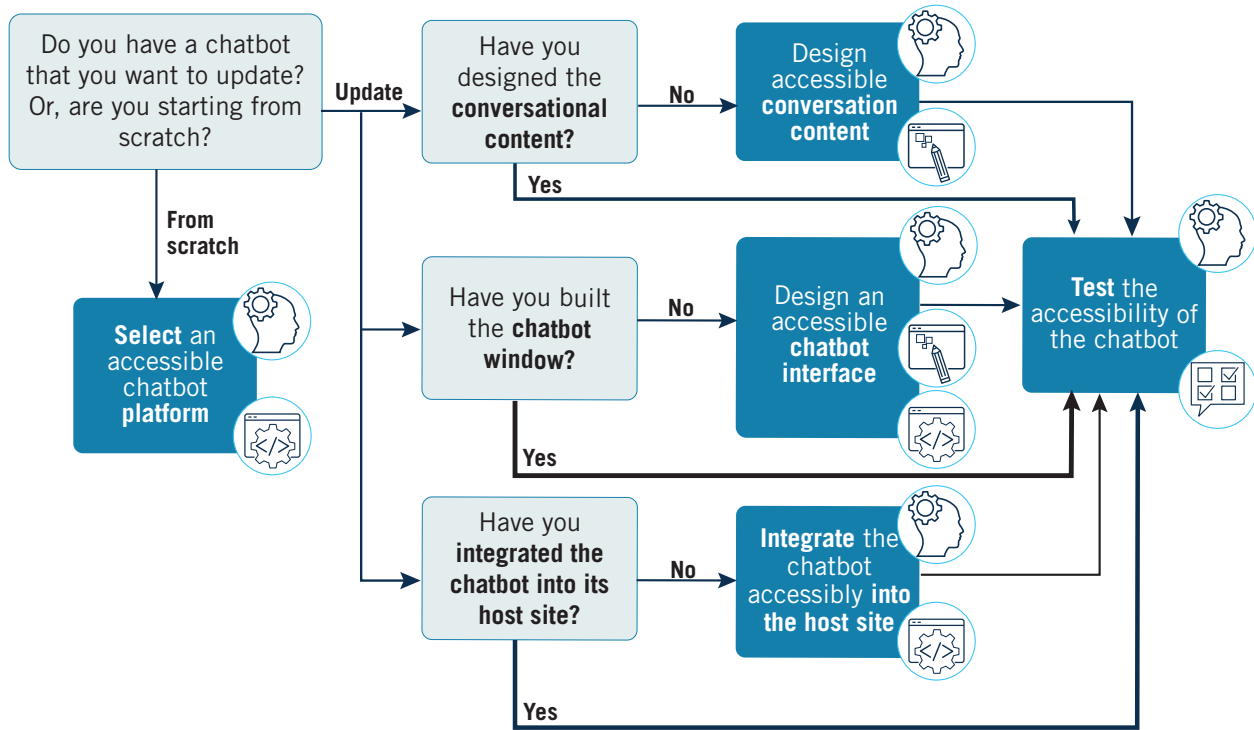 Do you have a chatbot
that you want to update?
Or, are you starting from
scratch?
Update
From
scratch
Select an
accessible
chatbot
platform
Have you
designed the
conversational
content?
No
Yes
Design
accessible
conversation
content
Have you built
the chatbot
window?
No
Yes
Design an
accessible
chatbot
interface
Have you
integrated the
chatbot into its
host site?
No
Yes
Integrate the
chatbot
accessibly into
the host site
Test the
accessibility of
the chatbot